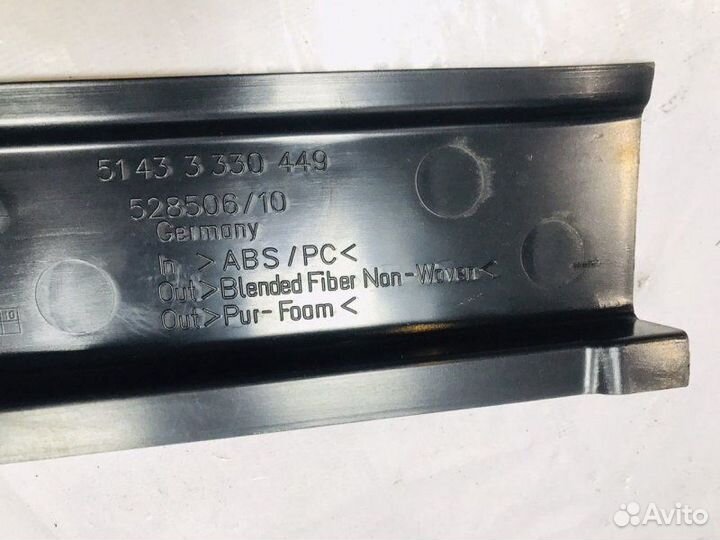 51 43 3 330 449
528506/10
Germany
In >ABS/PC<
Out>Blended Fiber Non-Woven<
Out>Pur-Foam<
Avito